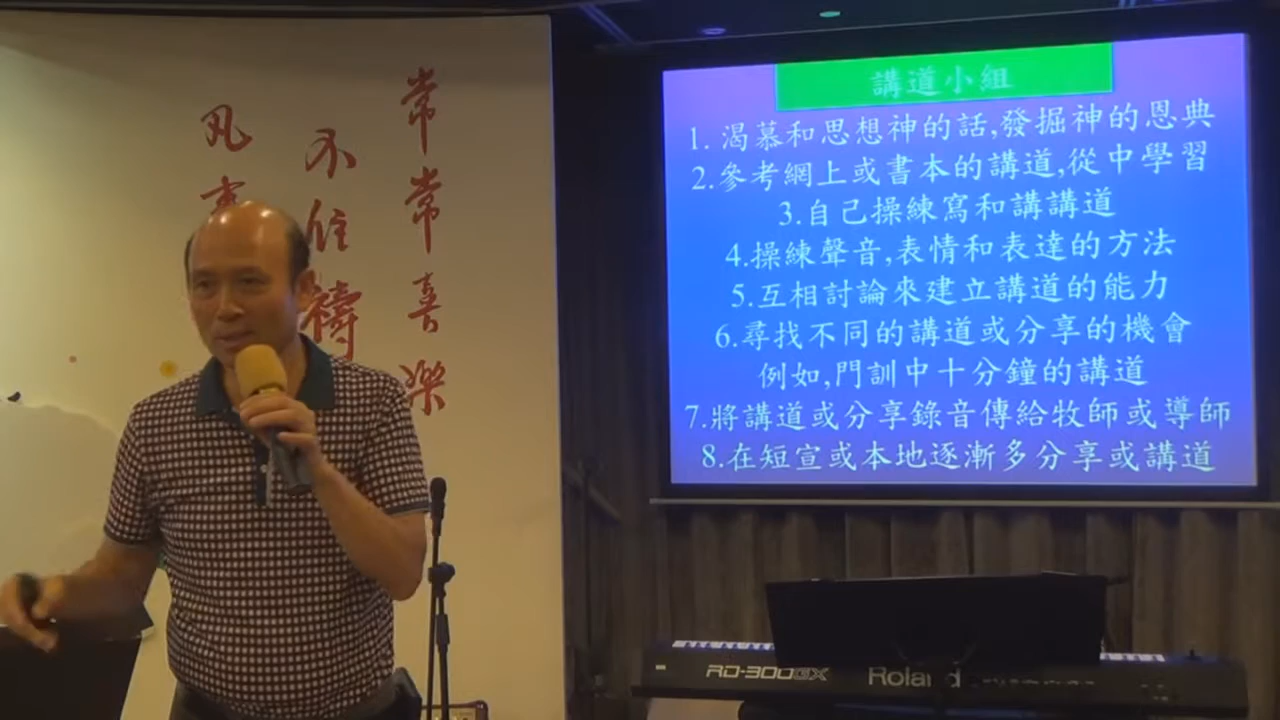 常常喜樂
不住禱
凡事
講道小組
1. 渴慕和思想神的話,發掘神的恩典
2.參考網上或書本的講道,從中學習
3.自己操練寫和講講道
4.操練聲音,表情和表達的方法
5.互相討論來建立講道的能力
6.尋找不同的講道或分享的機會
例如,門訓中十分鐘的講道
7.將講道或分享錄音傳給牧師或導師
8.在短宣或本地逐漸多分享或講道
RD-300GX
Roland